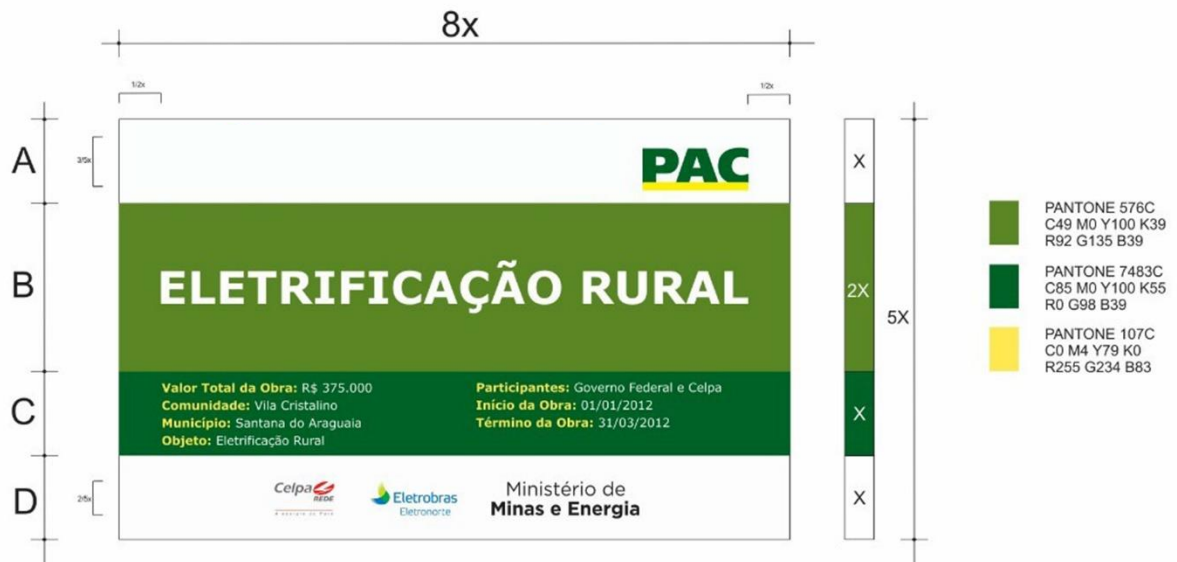 8x
1/2x
1/2x
A
3/5x
PAC
X
B
ELETRIFICAÇÃO RURAL
2X
5X
PANTONE 576C
C49 M0 Y100 K39
R92 G135 B39
PANTONE 7483C
C85 M0 Y100 K55
R0 G98 B39
PANTONE 107C
C0 M4 Y79 K0
R255 G234 B83
C
Valor Total da Obra: R$ 375.000
Comunidade: Vila Cristalino
Município: Santana do Araguaia
Objeto: Eletrificação Rural
Participantes: Governo Federal e Celpa
Início da Obra: 01/01/2012
Término da Obra: 31/03/2012
X
D
2/5x
Celpa
REDE
Eletrobras
Eletronorte
Ministério de
Minas e Energia
X